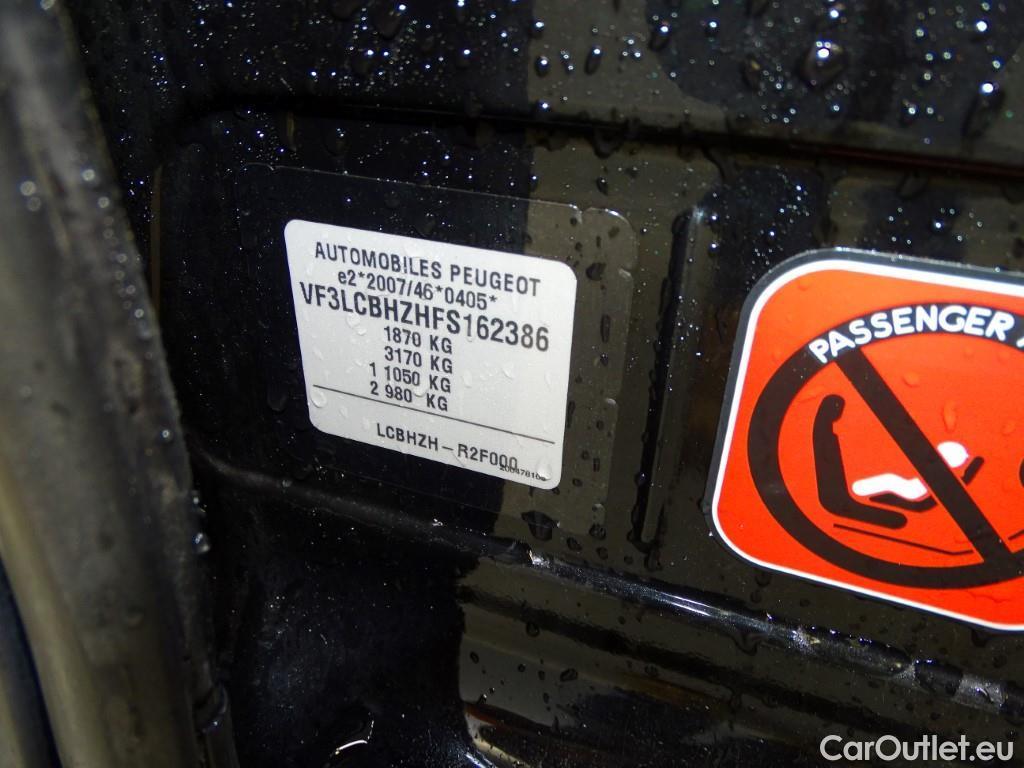 AUTOMOBILES PEUGEOT
e2*2007/46*0405*
VF3LCBHZHFS162386
1870 KG
3170 KG
1 1050 KG
2 980 KG
LCBHZH - R2F000
PASSENGER
CarOutlet.eu